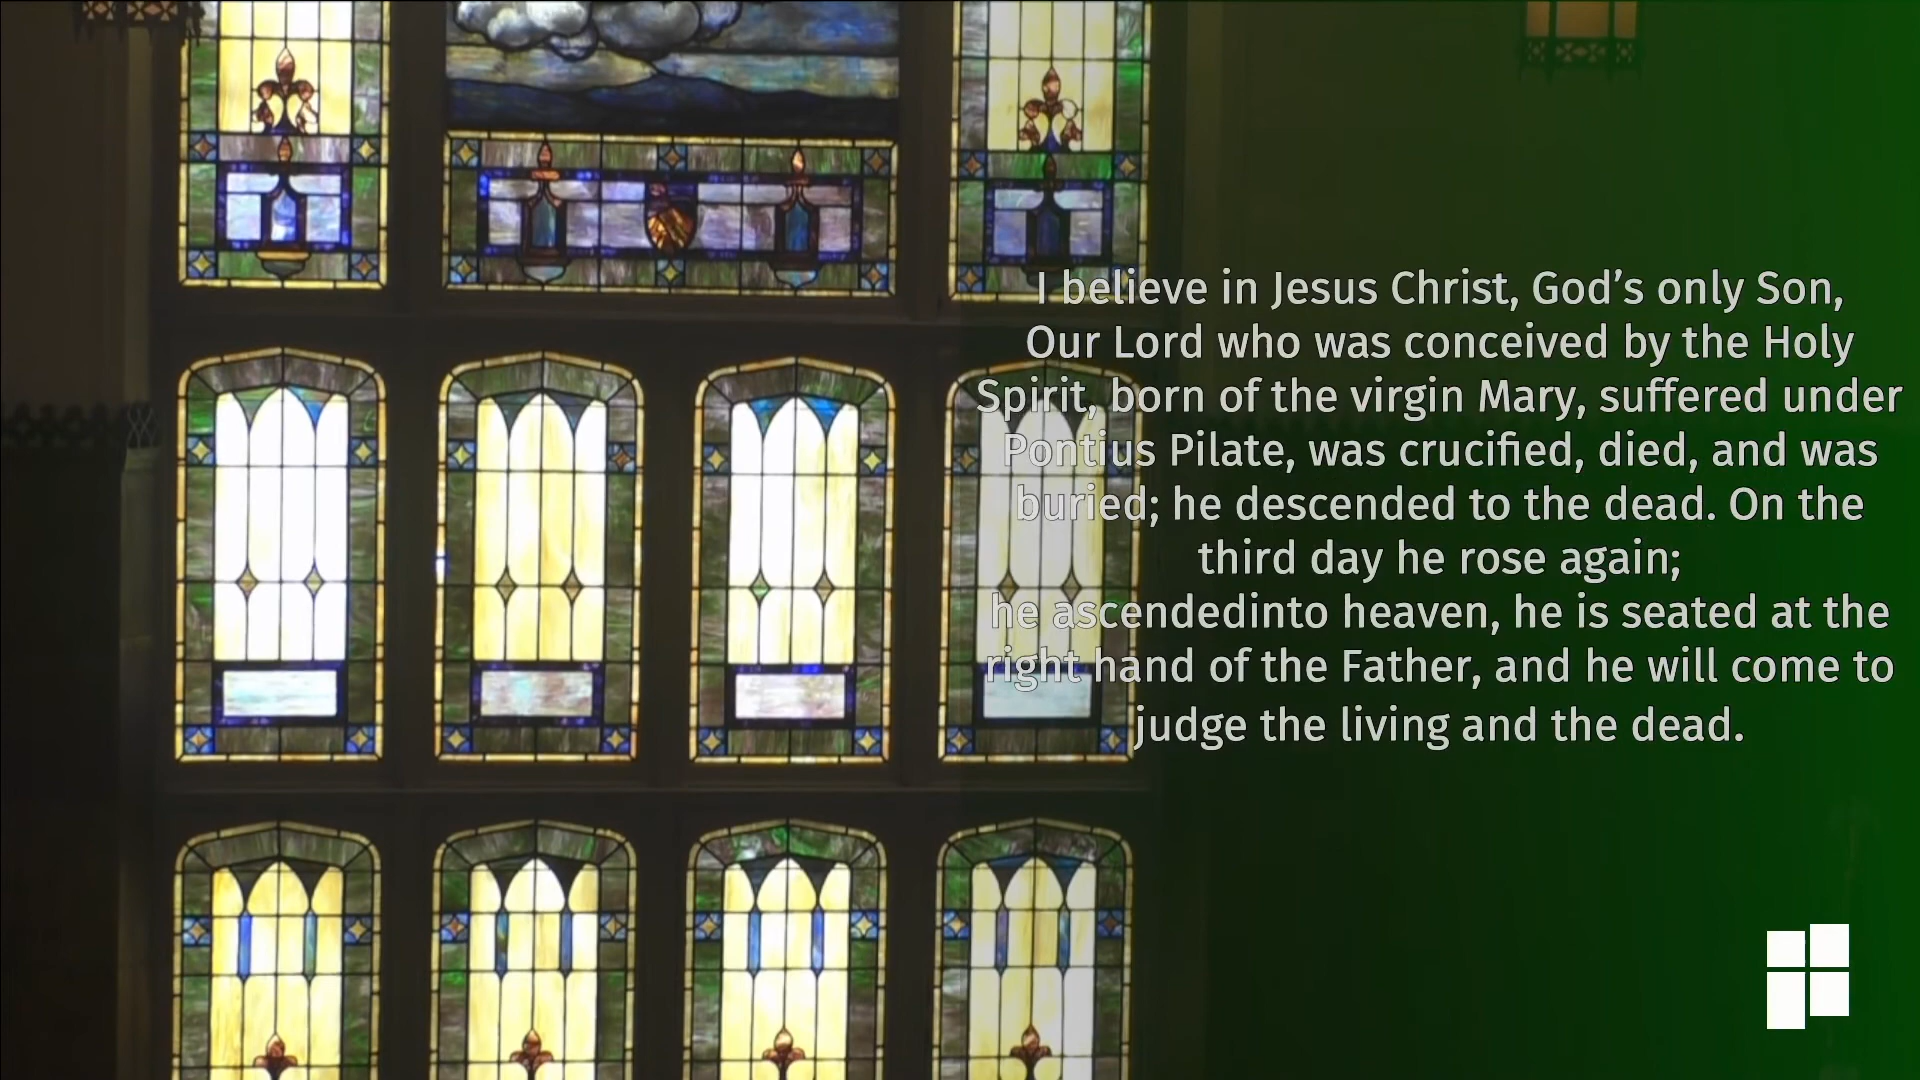 I believe in Jesus Christ, God’s only Son,
Our Lord who was conceived by the Holy
Spirit, born of the virgin Mary, suffered under
Pontius Pilate, was crucified, died, and was
buried; he descended to the dead. On the
third day he rose again;
he ascendedinto heaven, he is seated at the
right hand of the Father, and he will come to
judge the living and the dead.